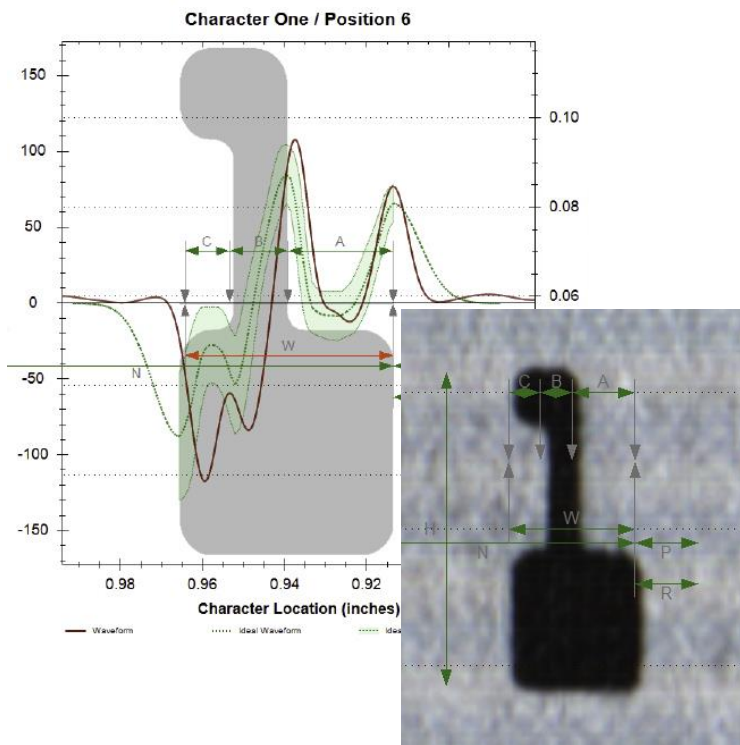 Character One / Position 6
150
100
50
0
-50
-100
-150
0.10
0.08
0.06
C B A
W
N
0.98 0.96 0.94 0.92
Character Location (inches)
Waveform Ideal Waveform
C B A
H
W
N P
R